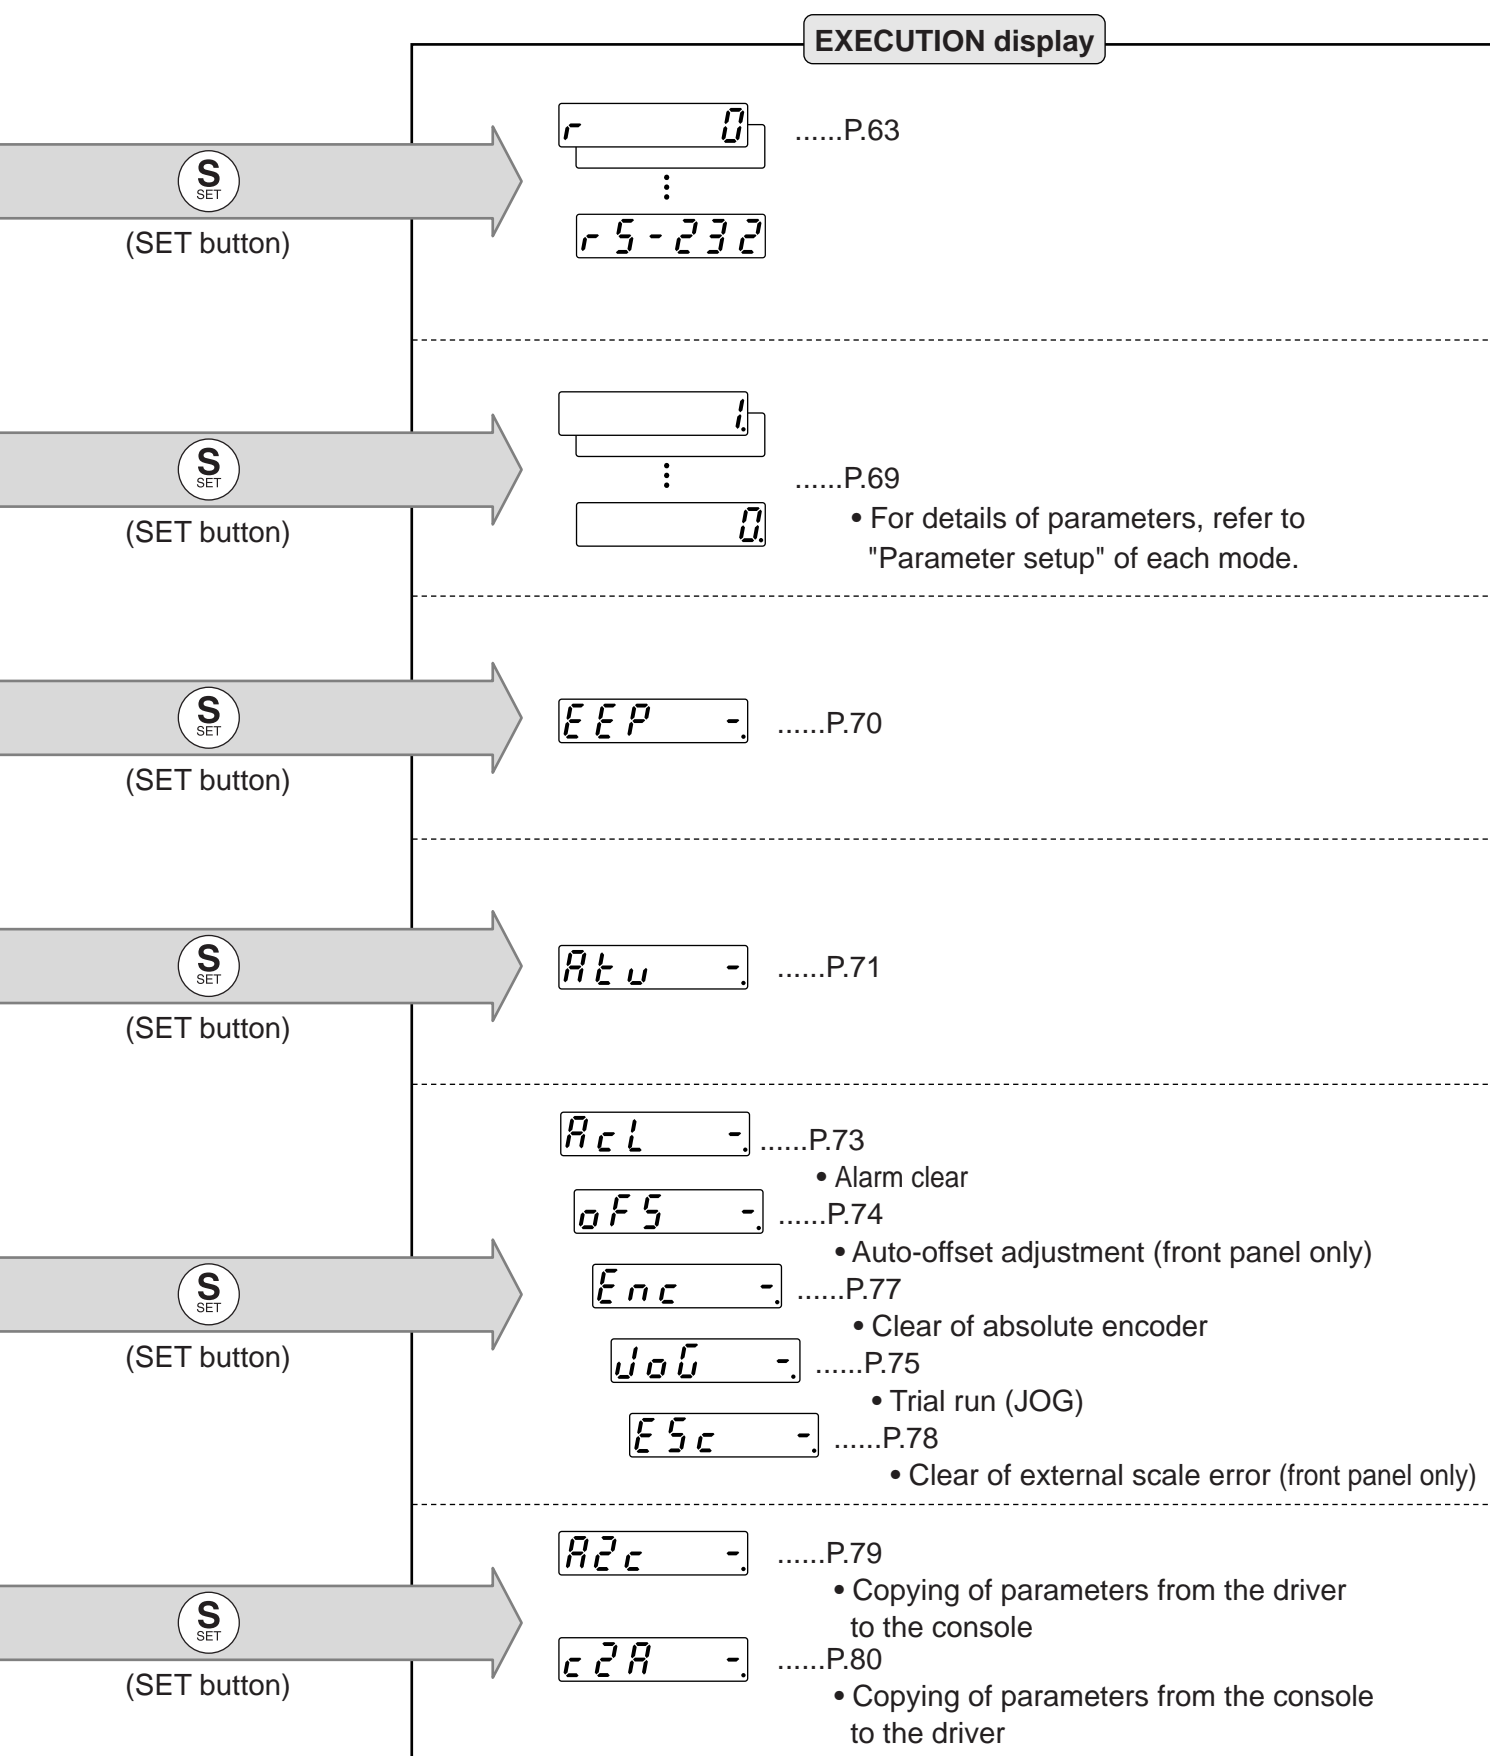 EXECUTION display
r 0 ......P.63
S
SET
(SET button)
rS-232
1.
S
SET
......P.69
(SET button)
0.
• For details of parameters, refer to
"Parameter setup" of each mode.
S
SET
EEP -. ......P.70
(SET button)
S
SET
Atu -. ......P.71
(SET button)
AcL -. ......P.73
• Alarm clear
oFS -. ......P.74
• Auto-offset adjustment (front panel only)
S
SET
Enc -. ......P.77
• Clear of absolute encoder
(SET button)
JoG -. ......P.75
• Trial run (JOG)
ESc -. ......P.78
• Clear of external scale error (front panel only)
A2c -. ......P.79
• Copying of parameters from the driver
to the console
S
SET
c2A -. ......P.80
(SET button)
• Copying of parameters from the console
to the driver